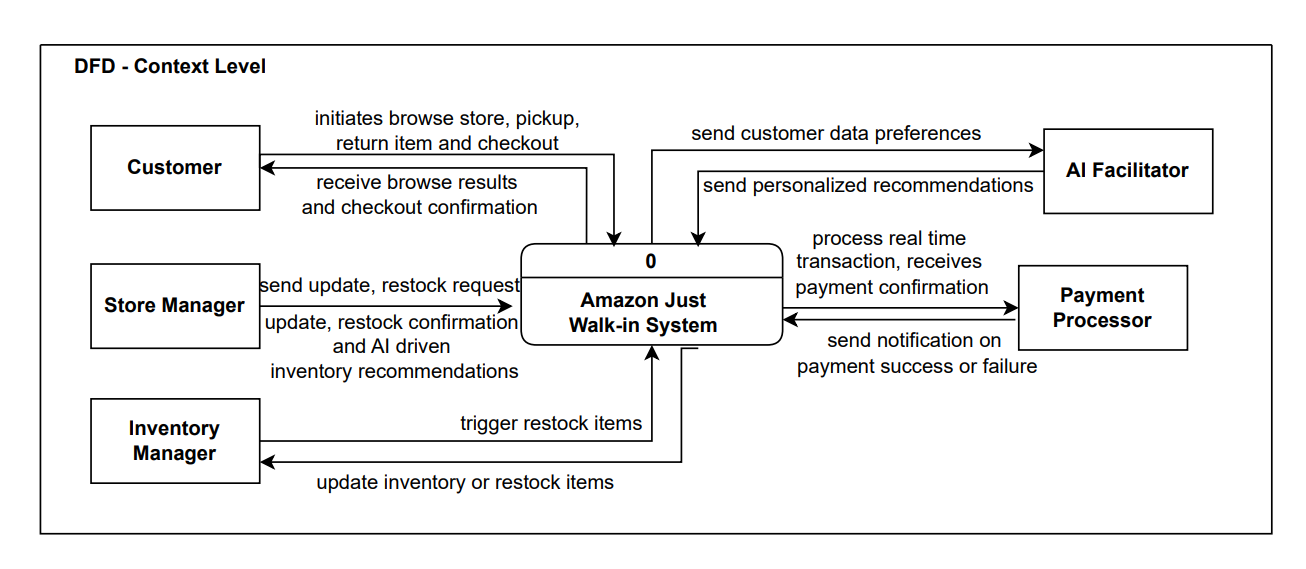 DFD - Context Level
Customer
initiates browse store, pickup,
return item and checkout
receive browse results
and checkout confirmation
send customer data preferences
send personalized recommendations
AI Facilitator
Store Manager
send update, restock request
update, restock confirmation
and AI driven
inventory recommendations
0
Amazon Just
Walk-in System
process real time
transaction, receives
payment confirmation
send notification on
payment success or failure
Payment
Processor
Inventory
Manager
trigger restock items
update inventory or restock items